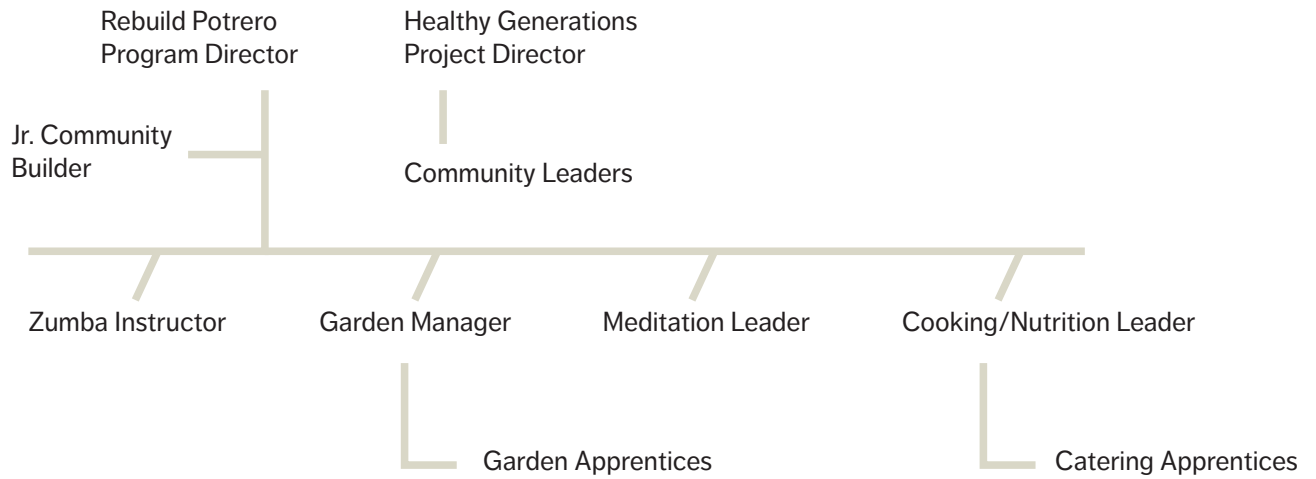 Rebuild Potrero
Program Director
Healthy Generations
Project Director
Jr. Community
Builder
Community Leaders
Zumba Instructor
Garden Manager
Meditation Leader
Cooking/Nutrition Leader
Garden Apprentices
Catering Apprentices